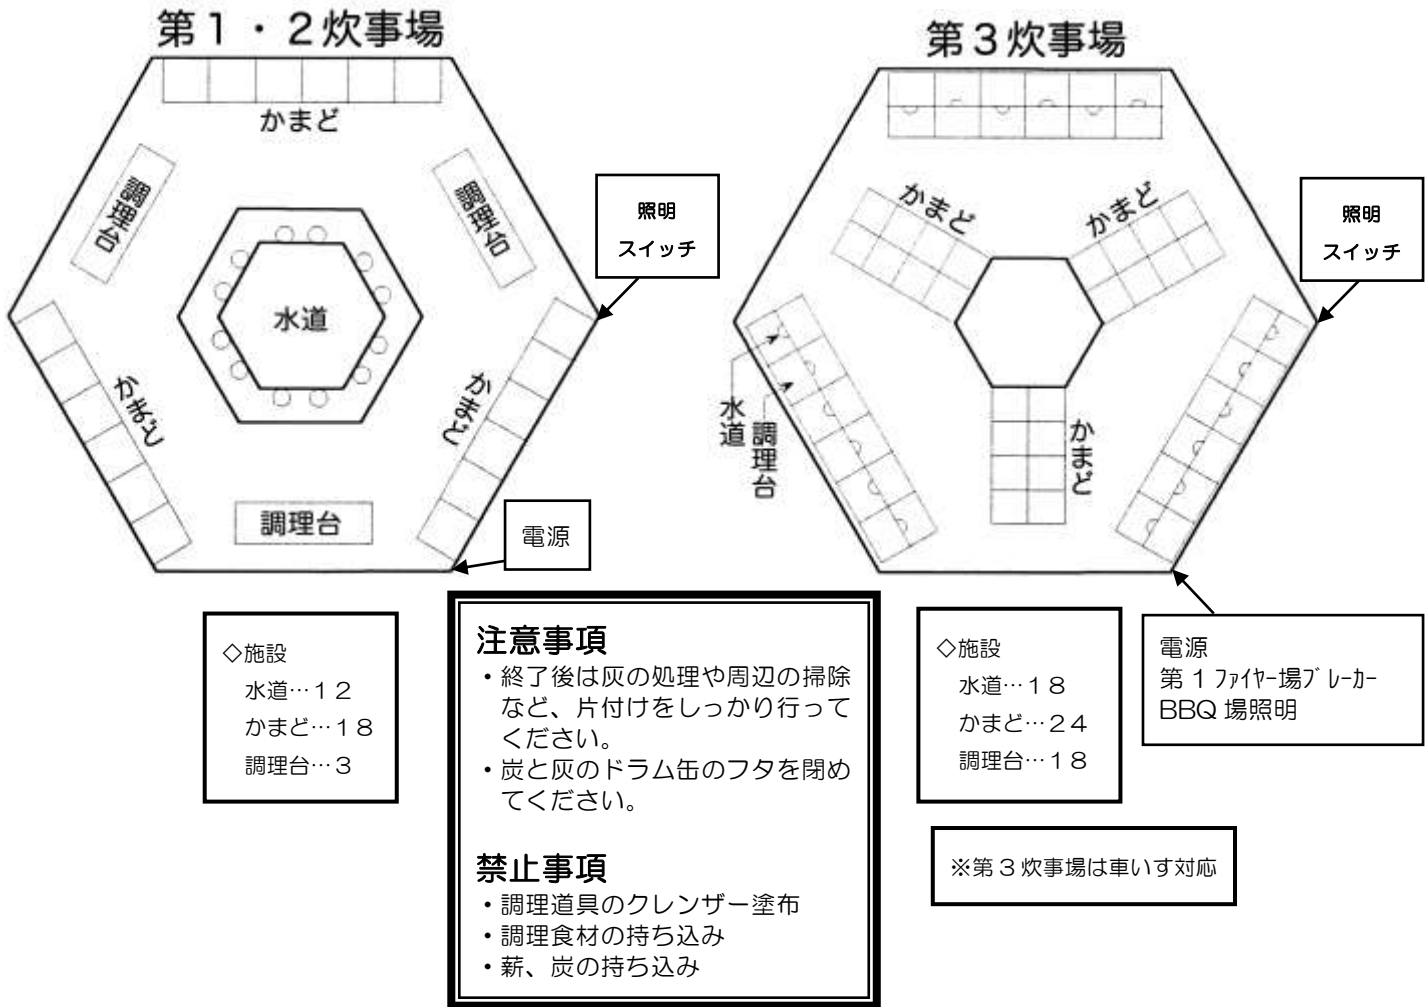 第１・２炊事場
かまど
調理台
調理台
水道
かまど
かまど
調理台
照明
スイッチ
電源
◇施設
水道…１２
かまど…１８
調理台…３
第３炊事場
かまど
かまど
かまど
水道
調理台
照明
スイッチ
電源
第１ﾌｧｲﾔｰ場ﾌﾞﾚｰｶｰ
BBQ場照明
◇施設
水道…１８
かまど…２４
調理台…１８
※第３炊事場は車いす対応
注意事項
・終了後は灰の処理や周辺の掃除
など、片付けをしっかり行って
ください。
・炭と灰のドラム缶のフタを閉め
てください。
禁止事項
・調理道具のクレンザー塗布
・調理食材の持ち込み
・薪、炭の持ち込み